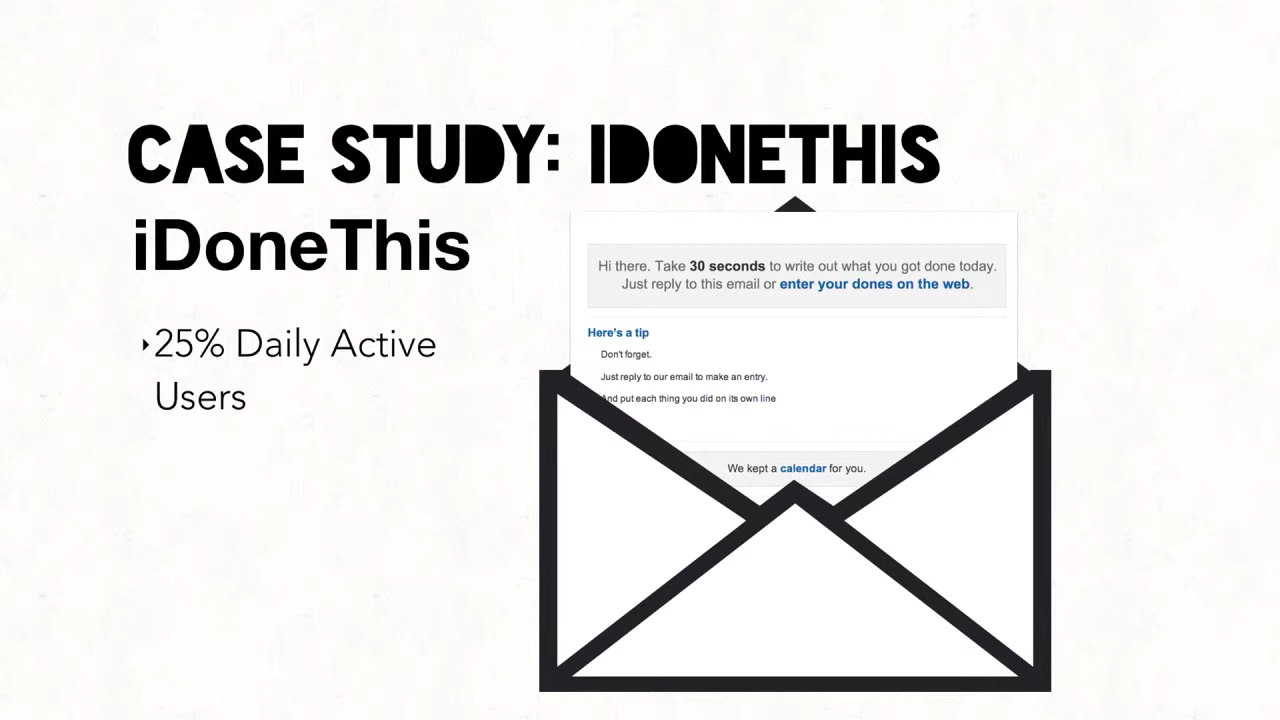 CASE STUDY: IDONETHIS
iDoneThis
25% Daily Active
Users
Hi there. Take 30 seconds to write out what you got done today.
Just reply to this email or enter your dones on the web.
Here's a tip
Don't forget.
Just reply to our email to make an entry.
And put each thing you did on its own line
We kept a calendar for you.